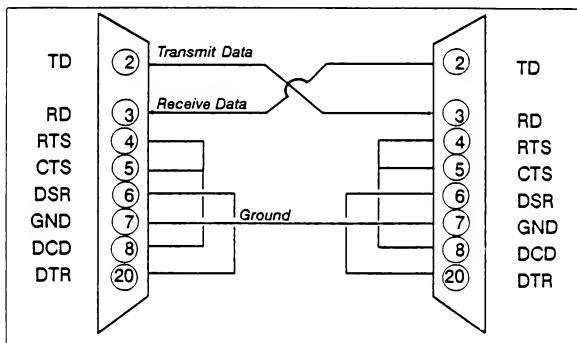 TD 2 Transmit Data 2 TD
RD 3 Receive Data 3 RD
RTS 4 4 RTS
CTS 5 5 CTS
DSR 6 6 DSR
GND 7 Ground 7 GND
DCD 8 8 DCD
DTR 20 20 DTR